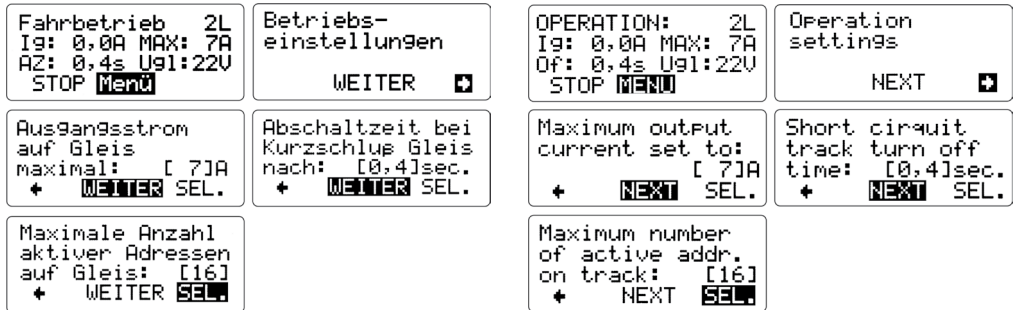 Fahrbetrieb 2L
Ig: 0,0A MAX: 7A
AZ: 0,4s Ugl:22V
STOP Menü
Betriebs-
einstellungen
WEITER
Ausgangsstrom
auf Gleis
maximal: [ 7]A
← WEITER SEL.
Abschaltzeit bei
Kurzschluß Gleis
nach: [0,4]sec.
← WEITER SEL.
Maximale Anzahl
aktiver Adressen
auf Gleis: [16]
← WEITER SEL.
OPERATION: 2L
Ig: 0,0A MAX: 7A
Of: 0,4s Ugl:22V
STOP MENU
Operation
settings
NEXT
Maximum output
current set to:
[ 7]A
← NEXT SEL.
Short cirquit
track turn off
time: [0,4]sec.
← NEXT SEL.
Maximum number
of active addr.
on track: [16]
← NEXT SEL.